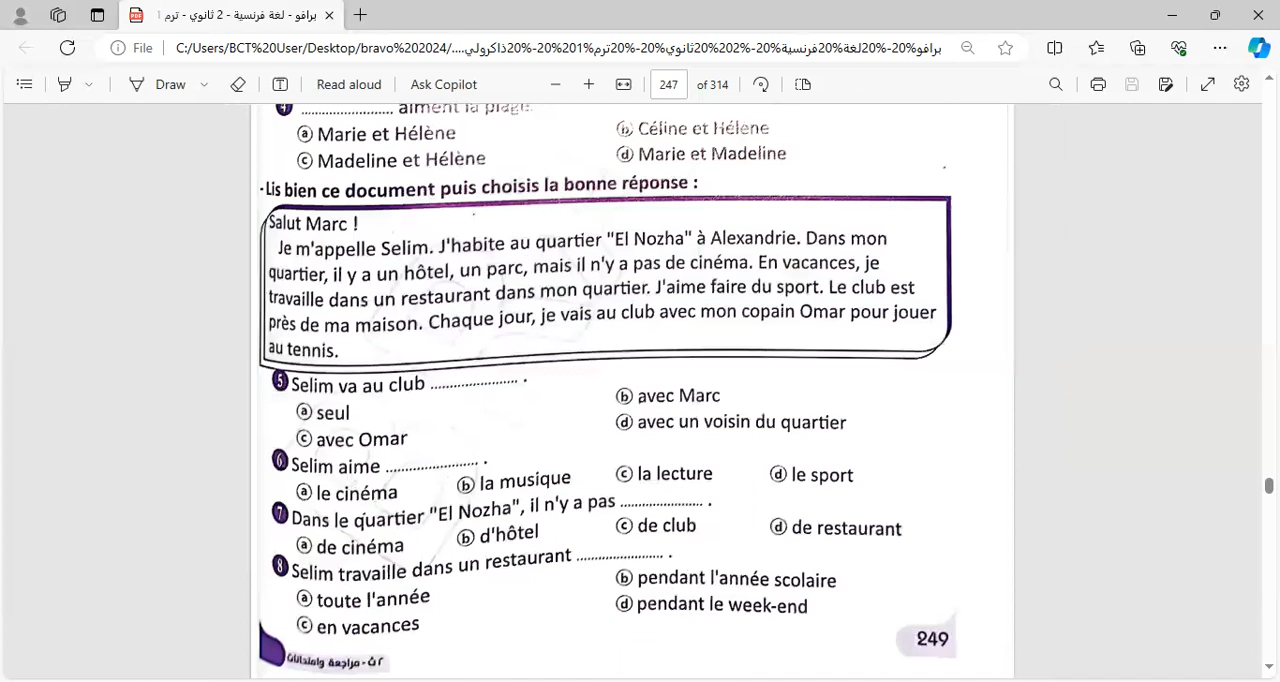 برافو - لغة فرنسية - 2 ثانوي - ترم 1
File C:/Users/BCT%20User/Desktop/bravo%202024/....برافو%20-%20لغة%20فرنسية%20-%202%20ثانوي%20-%20ترم%201%20-%20ذاكرولي
Draw Read aloud Ask Copilot 247 of 314
4 .................... aiment la plage.
a Marie et Hélène b Céline et Hélène
c Madeline et Hélène d Marie et Madeline
- Lis bien ce document puis choisis la bonne réponse :
Salut Marc !
Je m'appelle Selim. J'habite au quartier "El Nozha" à Alexandrie. Dans mon
quartier, il y a un hôtel, un parc, mais il n'y a pas de cinéma. En vacances, je
travaille dans un restaurant dans mon quartier. J'aime faire du sport. Le club est
près de ma maison. Chaque jour, je vais au club avec mon copain Omar pour jouer
au tennis.
5 Selim va au club .................... .
a seul b avec Marc
c avec Omar d avec un voisin du quartier
6 Selim aime .................... .
a le cinéma b la musique c la lecture d le sport
7 Dans le quartier "El Nozha", il n'y a pas .................... .
a de cinéma b d'hôtel c de club d de restaurant
8 Selim travaille dans un restaurant .................... .
a toute l'année b pendant l'année scolaire
c en vacances d pendant le week-end
249
٢ث - مراجعة وامتحانات